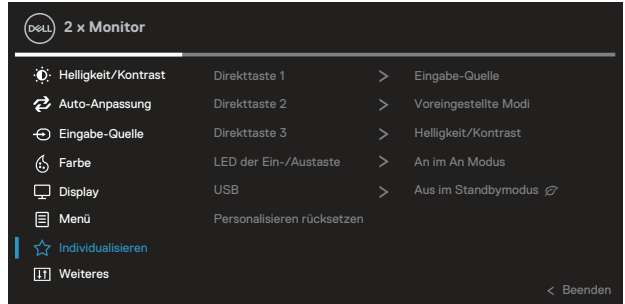 DELL 2 x Monitor
Helligkeit/Kontrast Direkttaste 1 > Eingabe-Quelle
Auto-Anpassung Direkttaste 2 > Voreingestellte Modi
Eingabe-Quelle Direkttaste 3 > Helligkeit/Kontrast
Farbe LED der Ein-/Austaste > An im An Modus
Display USB > Aus im Standbymodus
Menü Personalisieren rücksetzen
Individualisieren
Weiteres
< Beenden